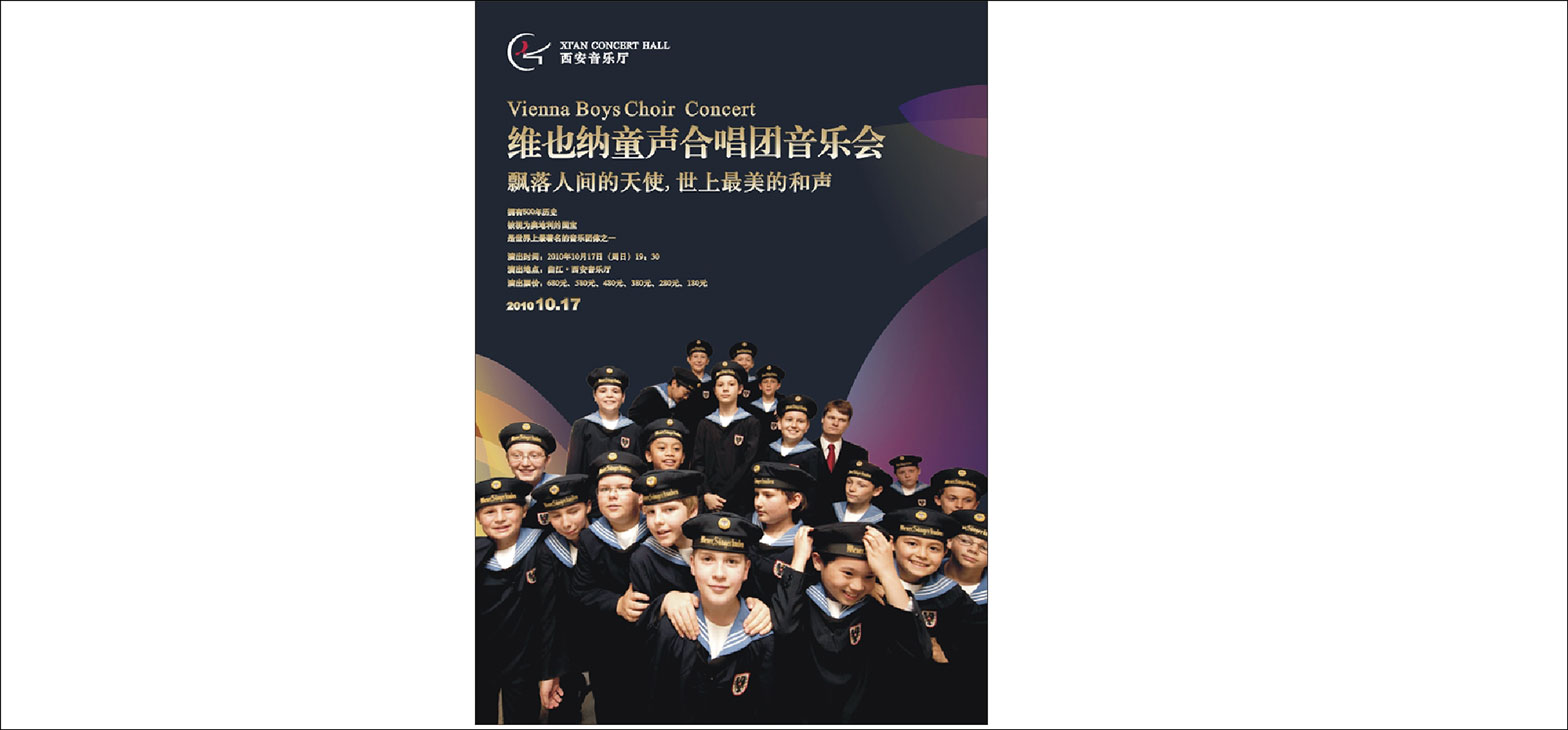 XI'AN CONCERT HALL
西安音乐厅
Vienna Boys Choir Concert
维也纳童声合唱团音乐会
飘落人间的天使,世上最美的和声
拥有500年历史
被视为奥地利的国宝
是世界上最著名的音乐团体之一
演出时间：2010年10月17日（周日）19：30
演出地点：曲江·西安音乐厅
演出票价：680元、580元、480元、380元、280元、180元
2010 10.17
Wiener Sängerknaben